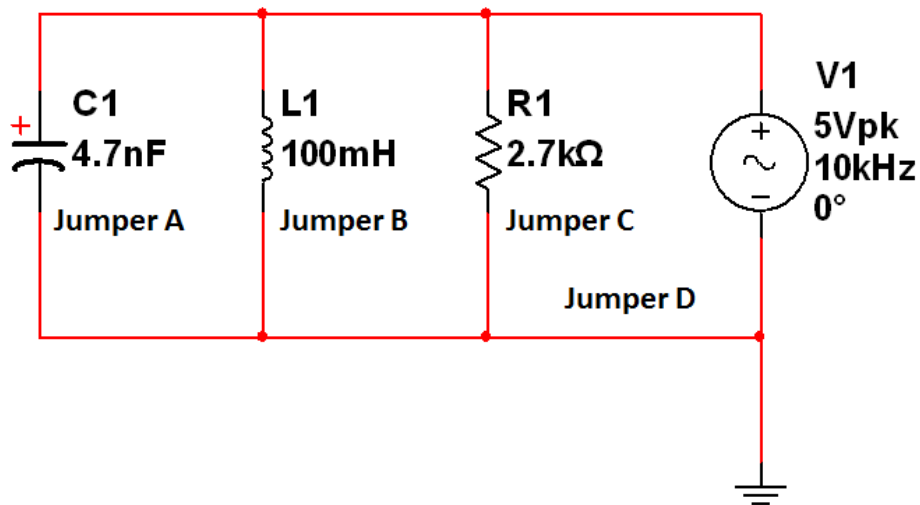 C1
4.7nF
Jumper A
L1
100mH
Jumper B
R1
2.7kΩ
Jumper C
Jumper D
V1
5Vpk
10kHz
0°